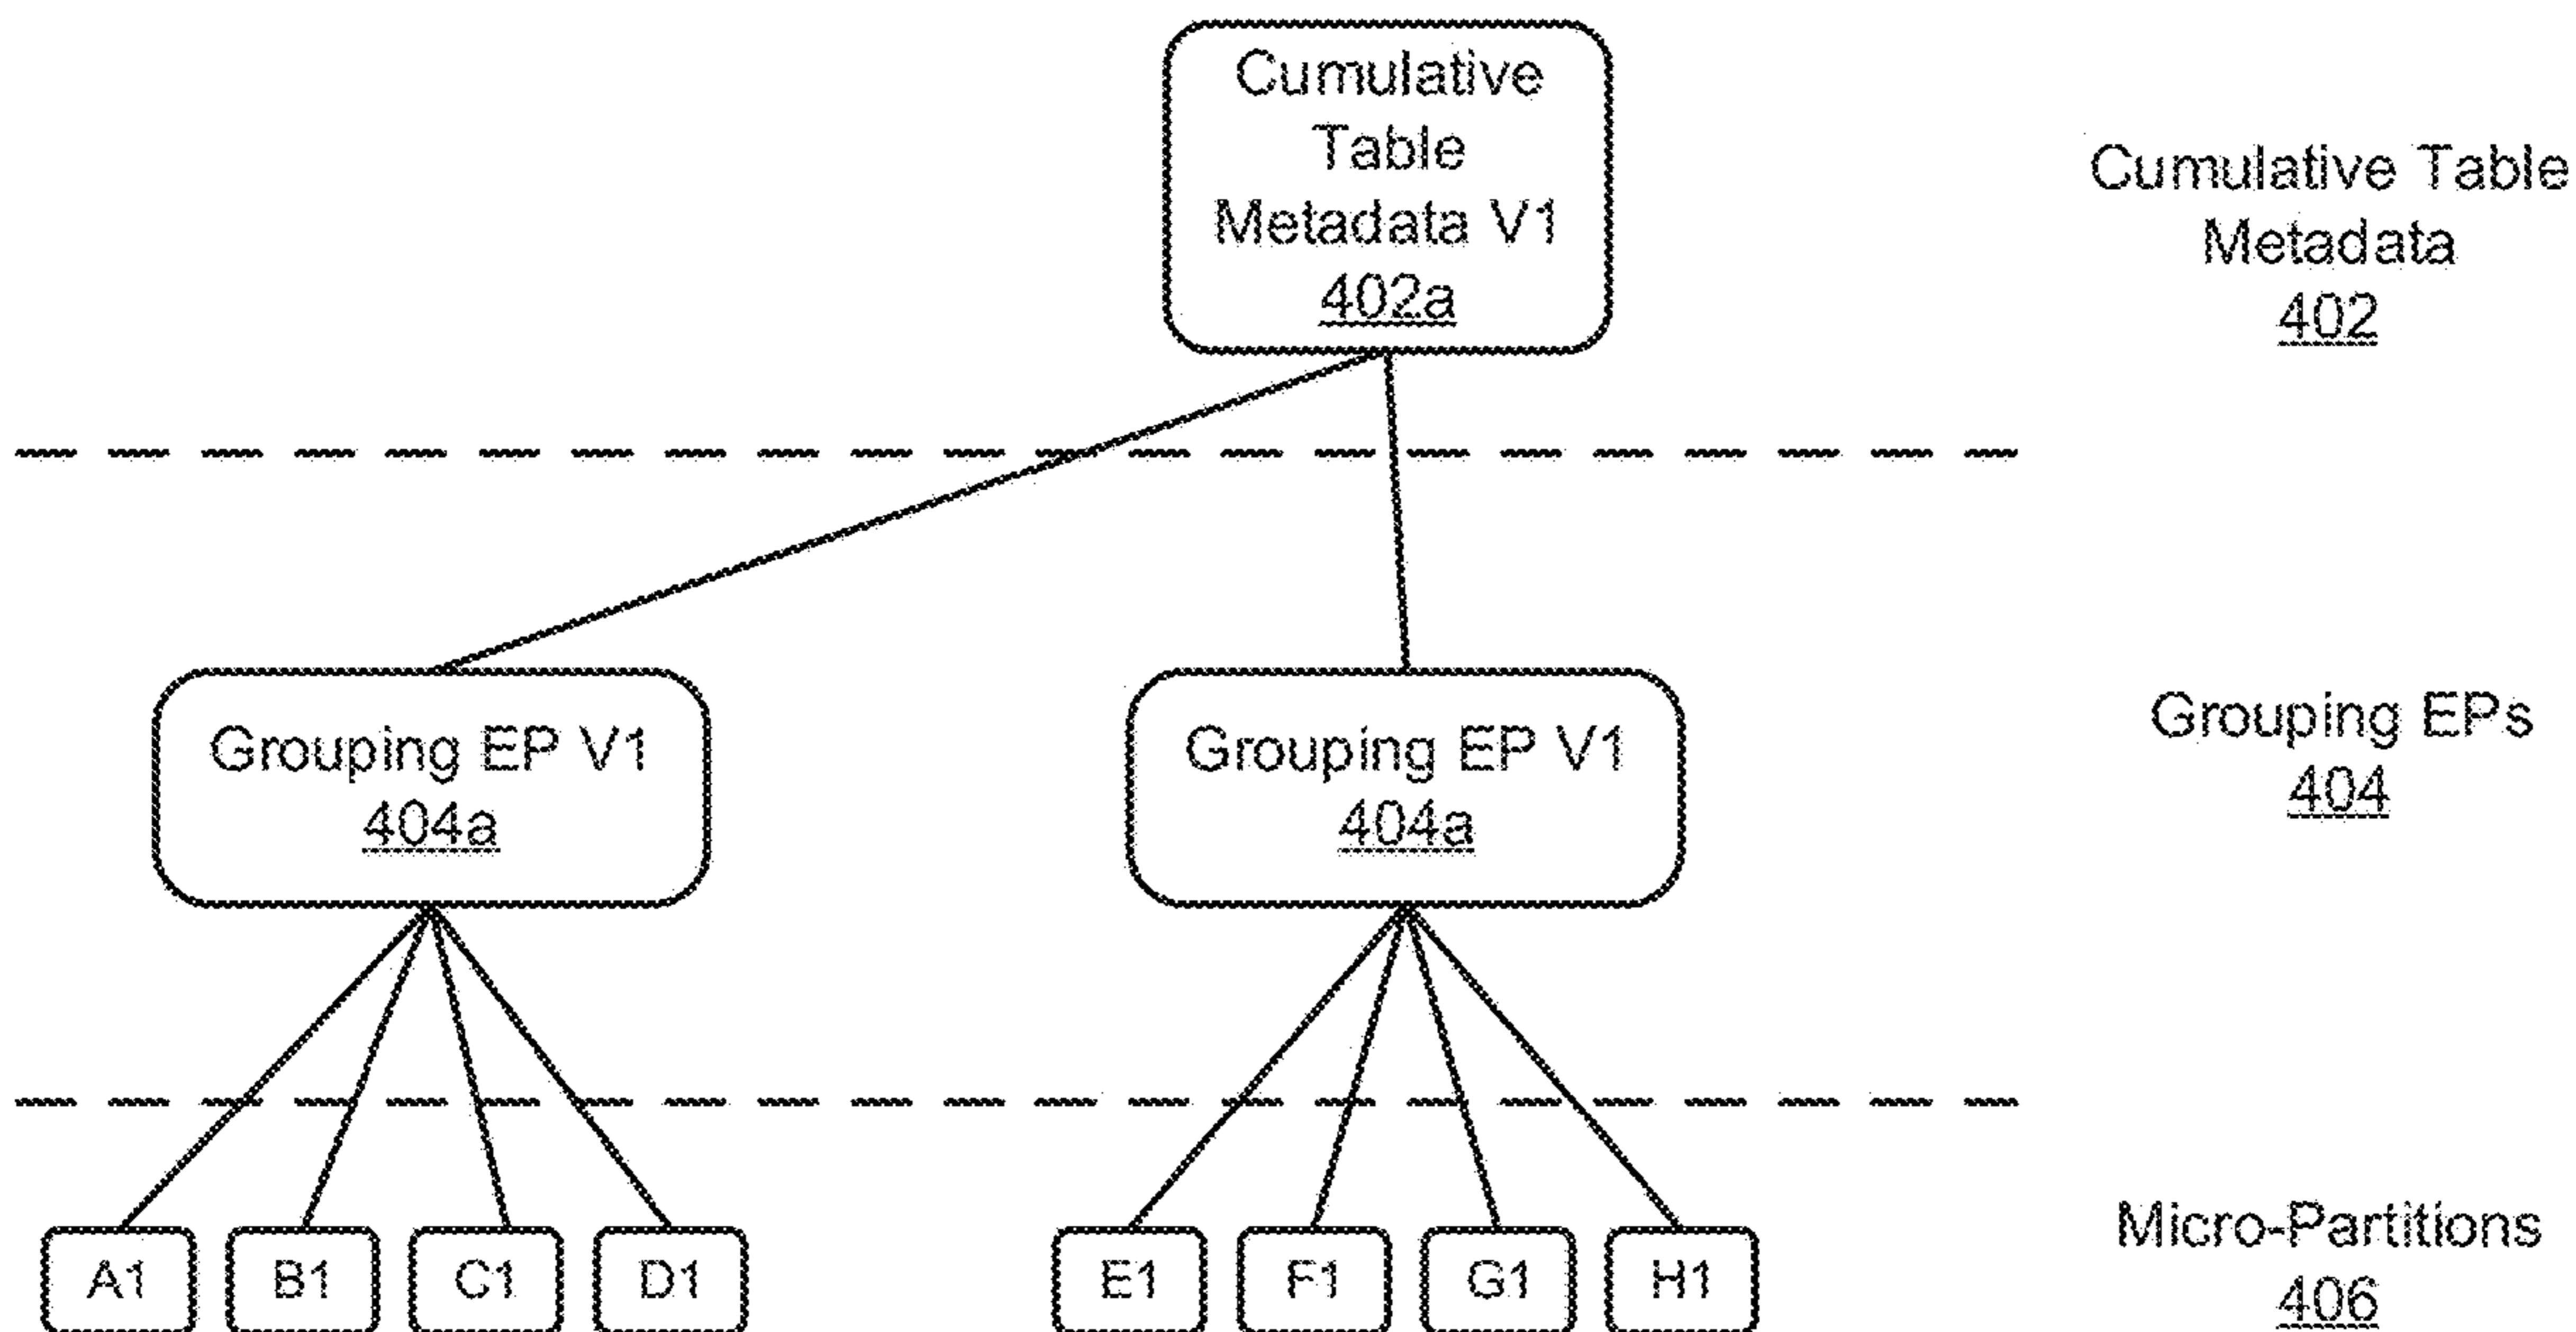 Cumulative
Table
Metadata V1
402a
Cumulative Table
Metadata
402
Grouping EP V1
404a
Grouping EP V1
404a
Grouping EPs
404
A1
B1
C1
D1
E1
F1
G1
H1
Micro-Partitions
406